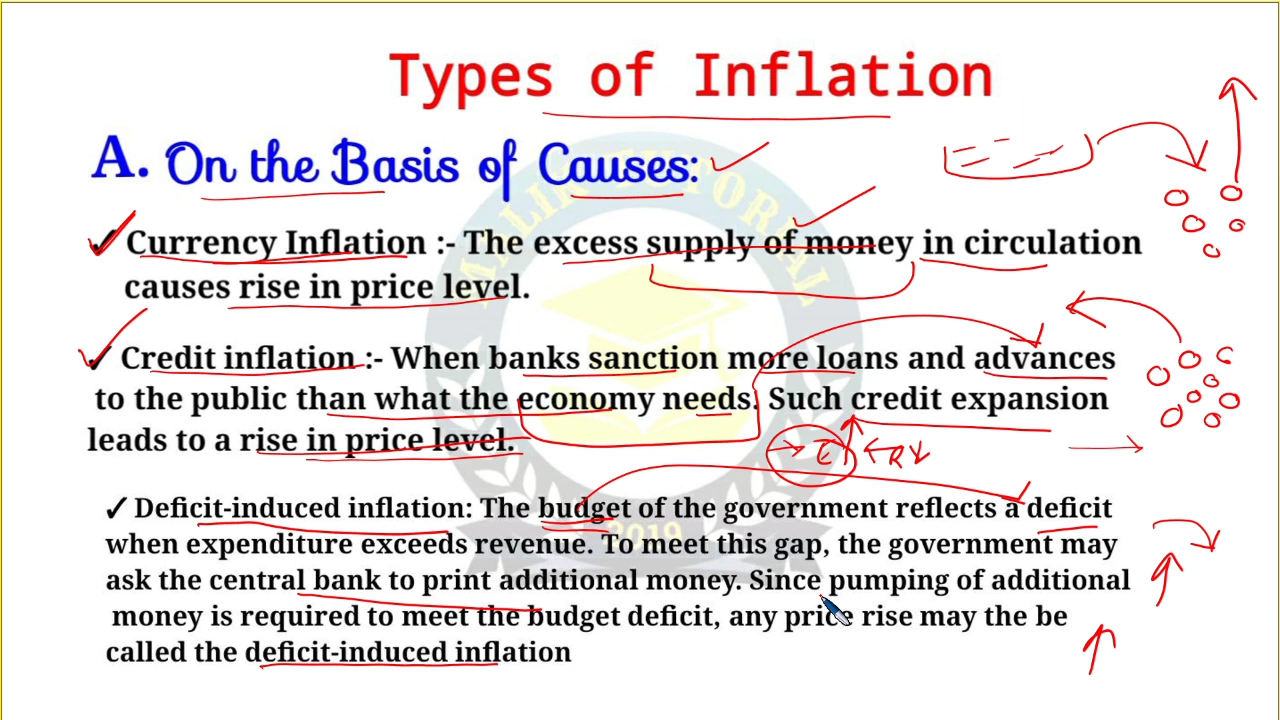 Types of Inflation
A. On the Basis of Causes:
✓ Currency Inflation :- The excess supply of money in circulation
causes rise in price level.
✓ Credit inflation :- When banks sanction more loans and advances
to the public than what the economy needs. Such credit expansion
leads to a rise in price level.
→ E↑ ← R↓
✓ Deficit-induced inflation: The budget of the government reflects a deficit
when expenditure exceeds revenue. To meet this gap, the government may
ask the central bank to print additional money. Since pumping of additional
money is required to meet the budget deficit, any price rise may the be
called the deficit-induced inflation
MALIK TUTORIAL
2019